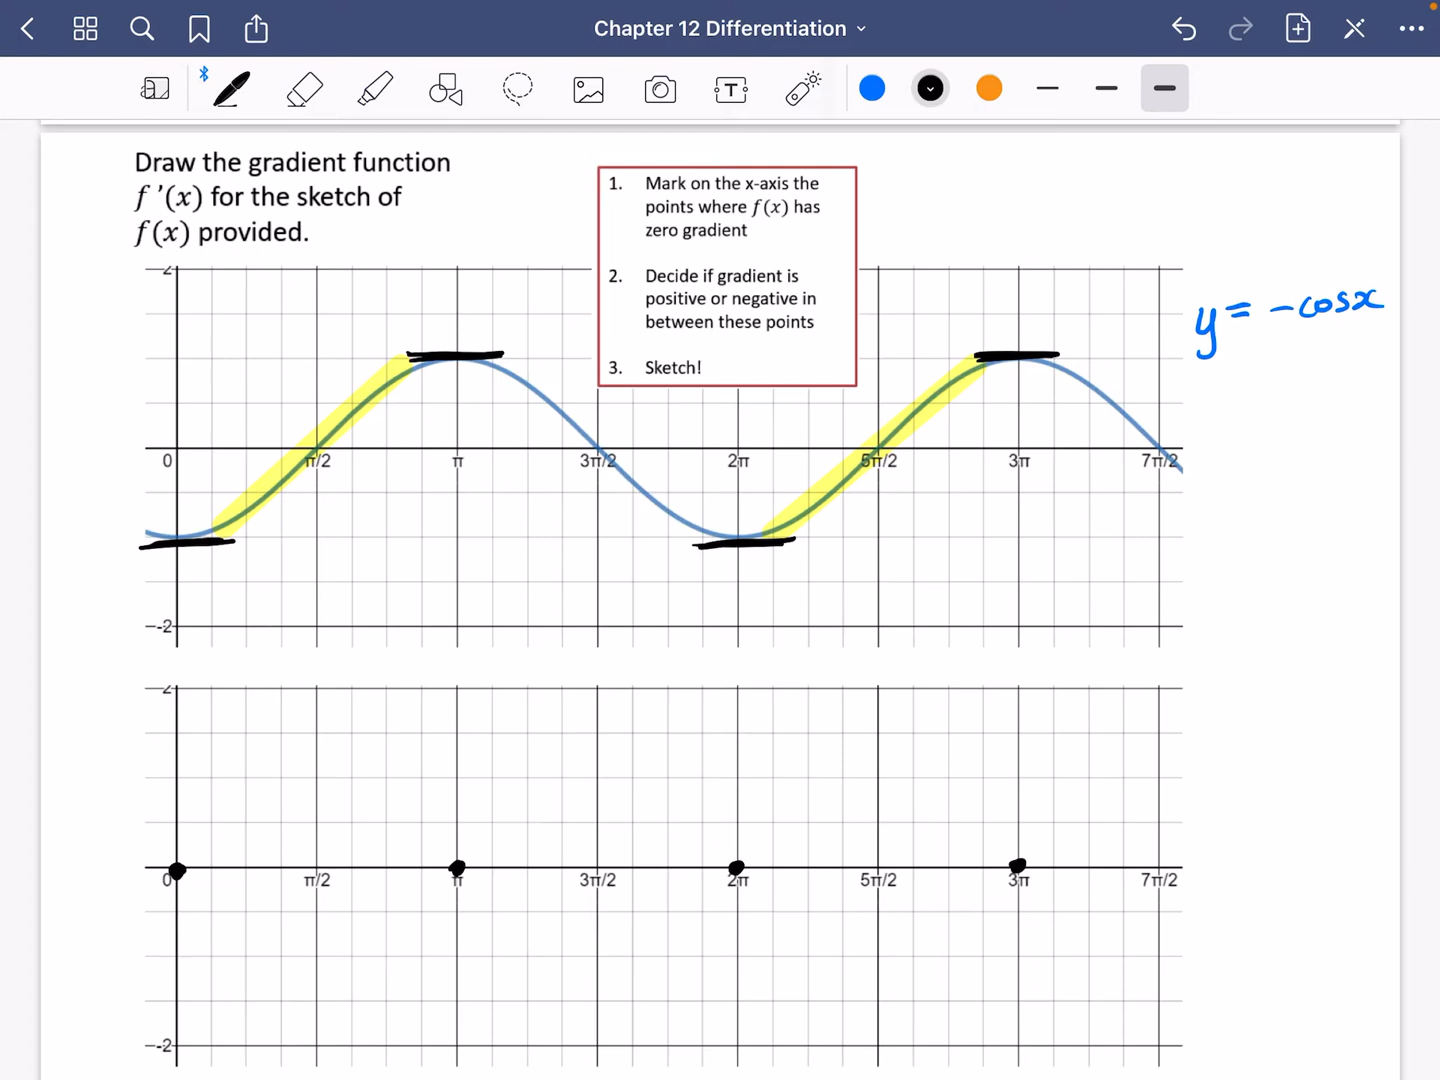 Chapter 12 Differentiation
T
Draw the gradient function
f '(x) for the sketch of
f(x) provided.
1. Mark on the x-axis the
points where f(x) has
zero gradient
2. Decide if gradient is
positive or negative in
between these points
3. Sketch!
y = -cosx
2
0 π/2 π 3π/2 2π 5π/2 3π 7π/2
-2
2
0 π/2 π 3π/2 2π 5π/2 3π 7π/2
-2